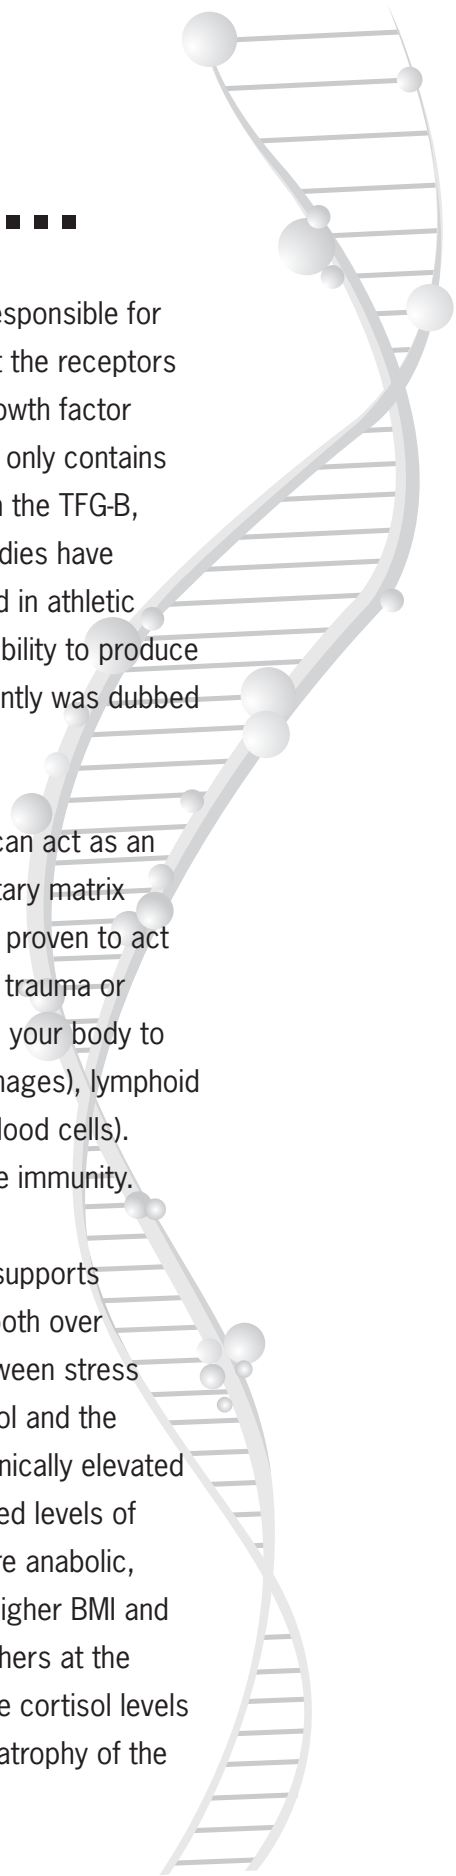 esponsible for
the receptors
owth factor
only contains
the TFG-B,
dies have
d in athletic
bility to produce
ntly was dubbed
can act as an
tary matrix
proven to act
trauma or
your body to
nages), lymphoid
lood cells).
e immunity.
supports
both over
ween stress
ol and the
nically elevated
ed levels of
re anabolic,
igher BMI and
hers at the
e cortisol levels
atrophy of the